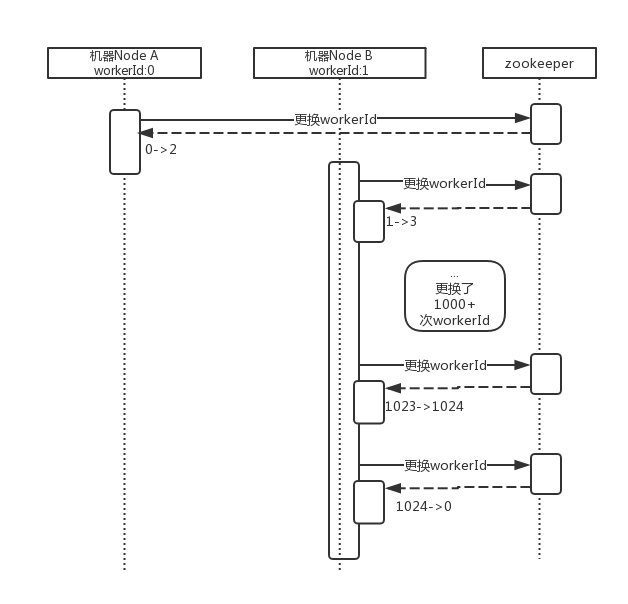 机器Node A
workerId:0
机器Node B
workerId:1
zookeeper
更换workerId
0->2
更换workerId
1->3
...
更换了
1000+
次workerId
更换workerId
1023->1024
更换workerId
1024->0